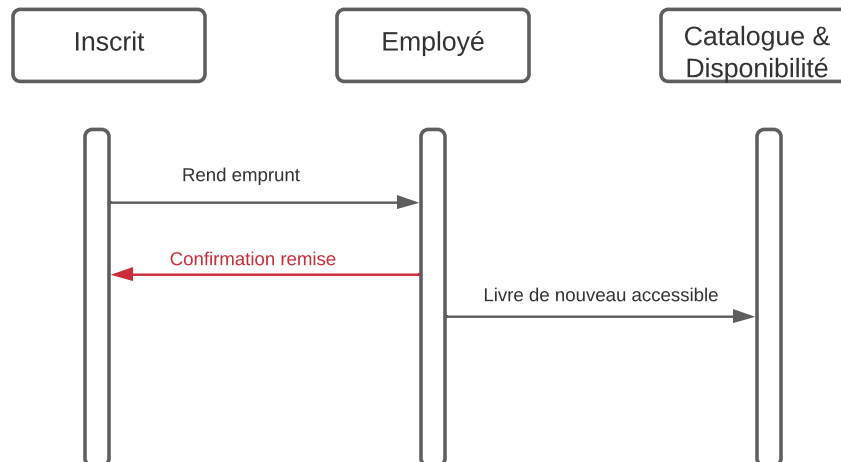 Inscrit
Employé
Catalogue &
Disponibilité
Rend emprunt
Confirmation remise
Livre de nouveau accessible